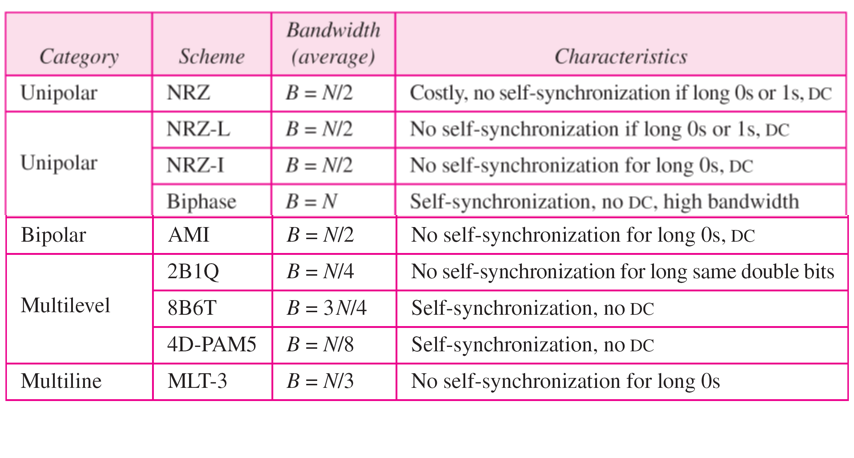 Category Scheme Bandwidth (average) Characteristics
Unipolar NRZ B = N/2 Costly, no self-synchronization if long 0s or 1s, DC
Unipolar NRZ-L B = N/2 No self-synchronization if long 0s or 1s, DC
NRZ-I B = N/2 No self-synchronization for long 0s, DC
Biphase B = N Self-synchronization, no DC, high bandwidth
Bipolar AMI B = N/2 No self-synchronization for long 0s, DC
Multilevel 2B1Q B = N/4 No self-synchronization for long same double bits
8B6T B = 3N/4 Self-synchronization, no DC
4D-PAM5 B = N/8 Self-synchronization, no DC
Multiline MLT-3 B = N/3 No self-synchronization for long 0s